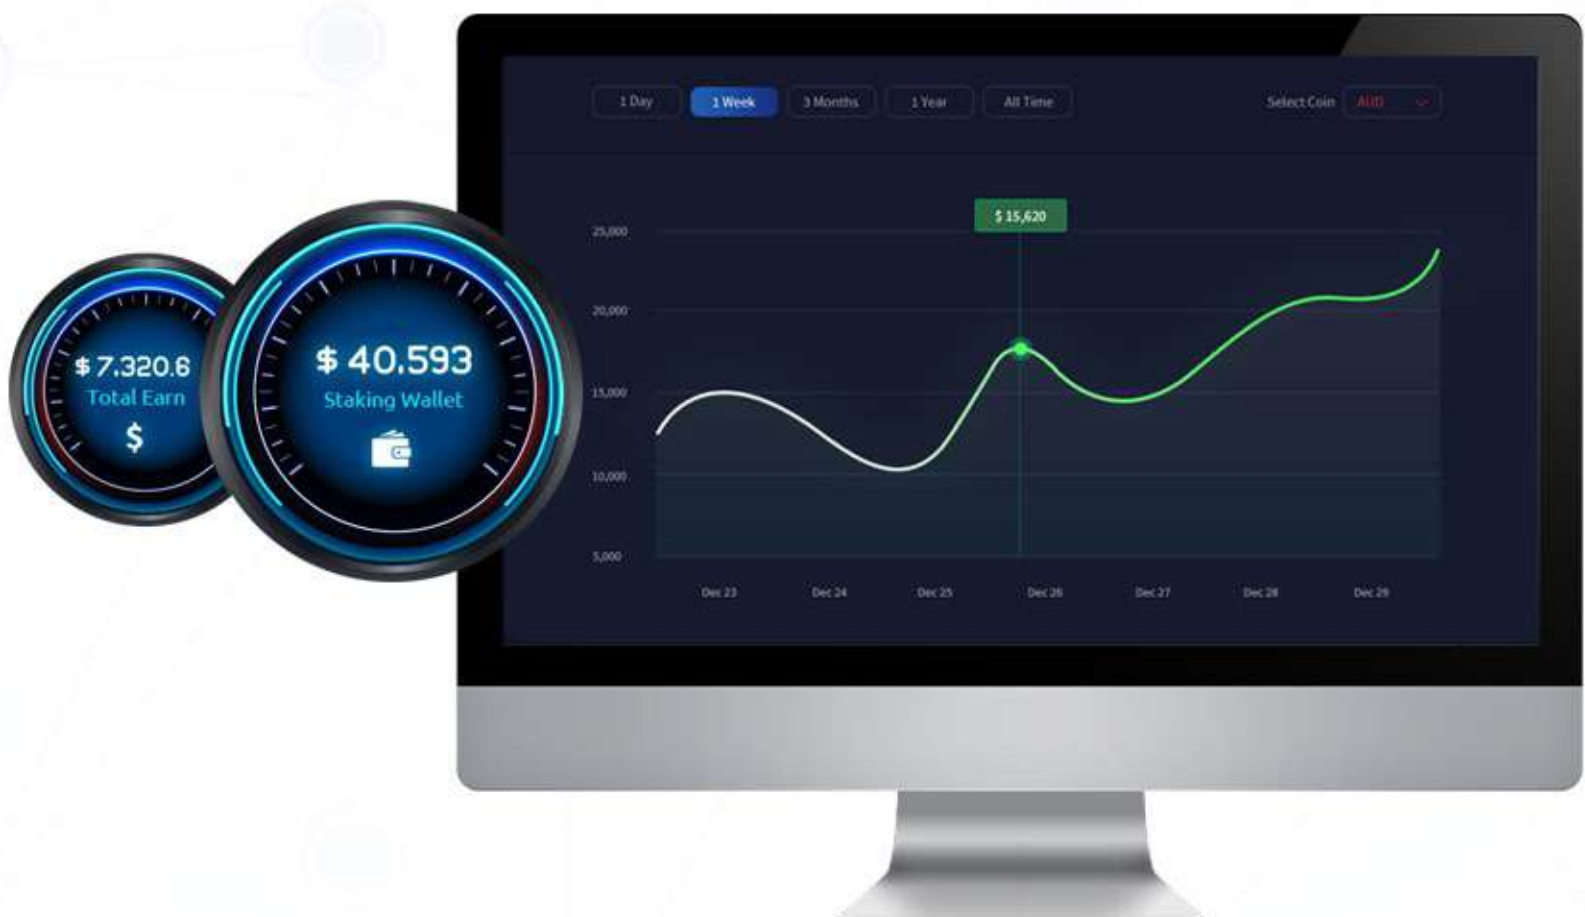 1 Day
1 Week
3 Months
1 Year
All Time
Select Coin AUD
$ 15,620
25,000
20,000
15,000
10,000
5,000
Dec 23
Dec 24
Dec 25
Dec 26
Dec 27
Dec 28
Dec 29
$ 7.320.6
Total Earn
$
$ 40.593
Staking Wallet